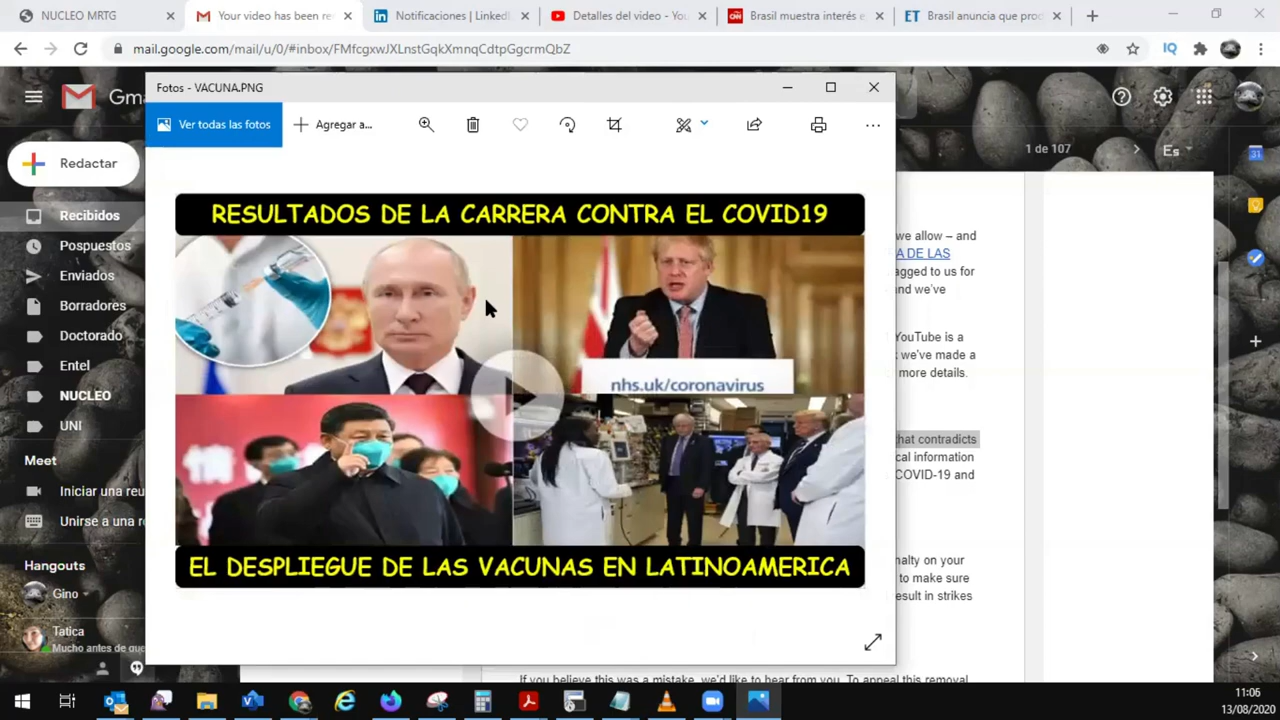 NUCLEO MRTG
Your video has been re
Notificaciones | LinkedI
Detalles del video - You
Brasil muestra interés e
Brasil anuncia que prod
mail.google.com/mail/u/0/#inbox/FMfcgxwJXLnstGqkXmnqCdtpGgcrmQbZ
IQ
Fotos - VACUNA.PNG
Gm
Ver todas las fotos
Agregar a...
1 de 107
Es
Redactar
31
RESULTADOS DE LA CARRERA CONTRA EL COVID19
Recibidos
Pospuestos
Enviados
Borradores
Doctorado
Entel
NUCLEO
UNI
we allow – and
A DE LAS
agged to us for
and we've
YouTube is a
k we've made a
more details.
nhs.uk/coronavirus
that contradicts
cal information
COVID-19 and
Meet
Iniciar una reu
Unirse a una r
EL DESPLIEGUE DE LAS VACUNAS EN LATINOAMERICA
nalty on your
to make sure
esult in strikes
Hangouts
Gino
Tatica
Mucho antes de que
If you believe this was a mistake, we'd like to hear from you. To appeal this removal,
11:06
13/08/2020